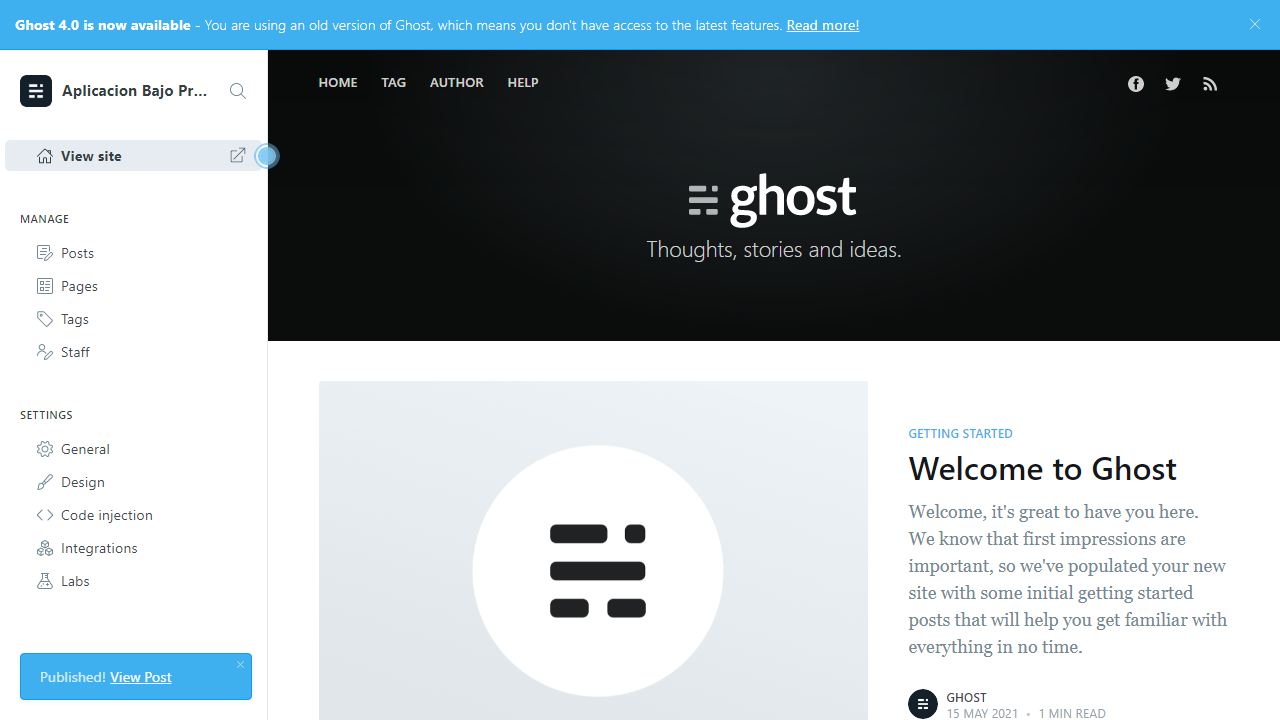 Ghost 4.0 is now available - You are using an old version of Ghost, which means you don't have access to the latest features. Read more!
Aplicacion Bajo Pr...
View site
MANAGE
Posts
Pages
Tags
Staff
SETTINGS
General
Design
Code injection
Integrations
Labs
Published! View Post
HOME TAG AUTHOR HELP
ghost
Thoughts, stories and ideas.
GETTING STARTED
Welcome to Ghost
Welcome, it's great to have you here.
We know that first impressions are
important, so we've populated your new
site with some initial getting started
posts that will help you get familiar with
everything in no time.
GHOST
15 MAY 2021 • 1 MIN READ